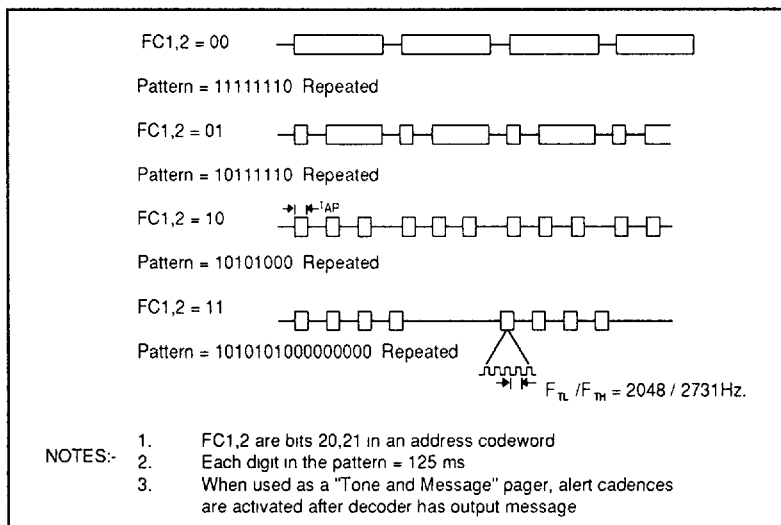 FC1,2 = 00
Pattern = 11111110 Repeated
FC1,2 = 01
Pattern = 10111110 Repeated
FC1,2 = 10
tAP
Pattern = 10101000 Repeated
FC1,2 = 11
Pattern = 1010101000000000 Repeated
FTL /FTH = 2048 / 2731Hz.
NOTES:-
1. FC1,2 are bits 20,21 in an address codeword
2. Each digit in the pattern = 125 ms
3. When used as a "Tone and Message" pager, alert cadences
are activated after decoder has output message